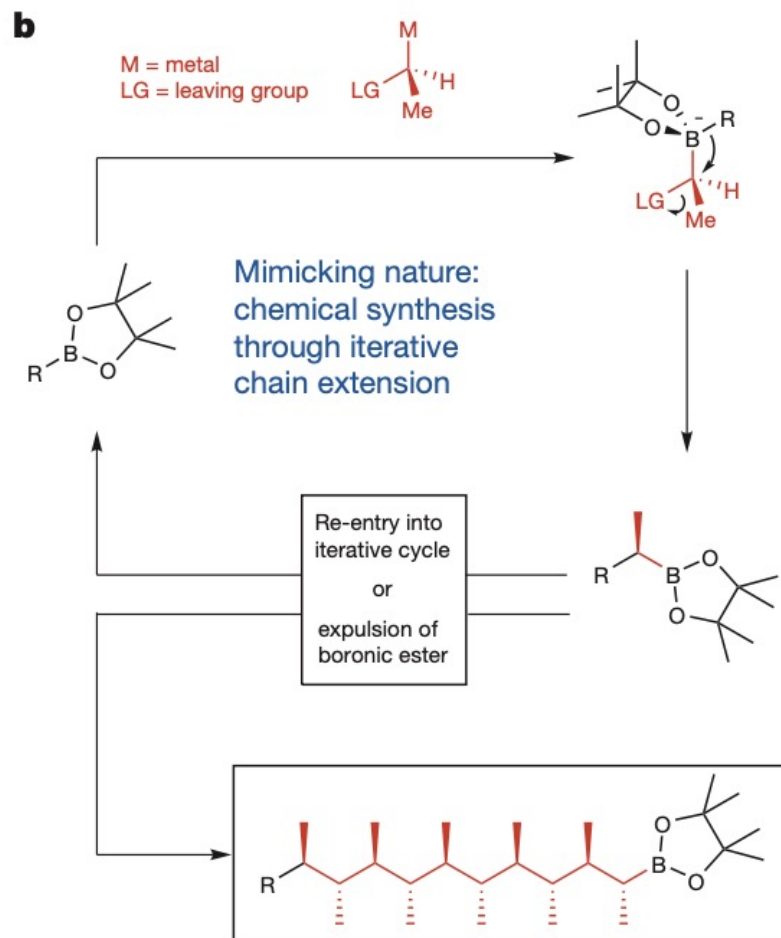 b
M = metal
LG = leaving group
M
LG
H
Me
O
O
B
−
R
LG
H
Me
Mimicking nature:
chemical synthesis
through iterative
chain extension
O
B
O
R
Re-entry into
iterative cycle
or
expulsion of
boronic ester
R
B
O
O
R
O
B
O